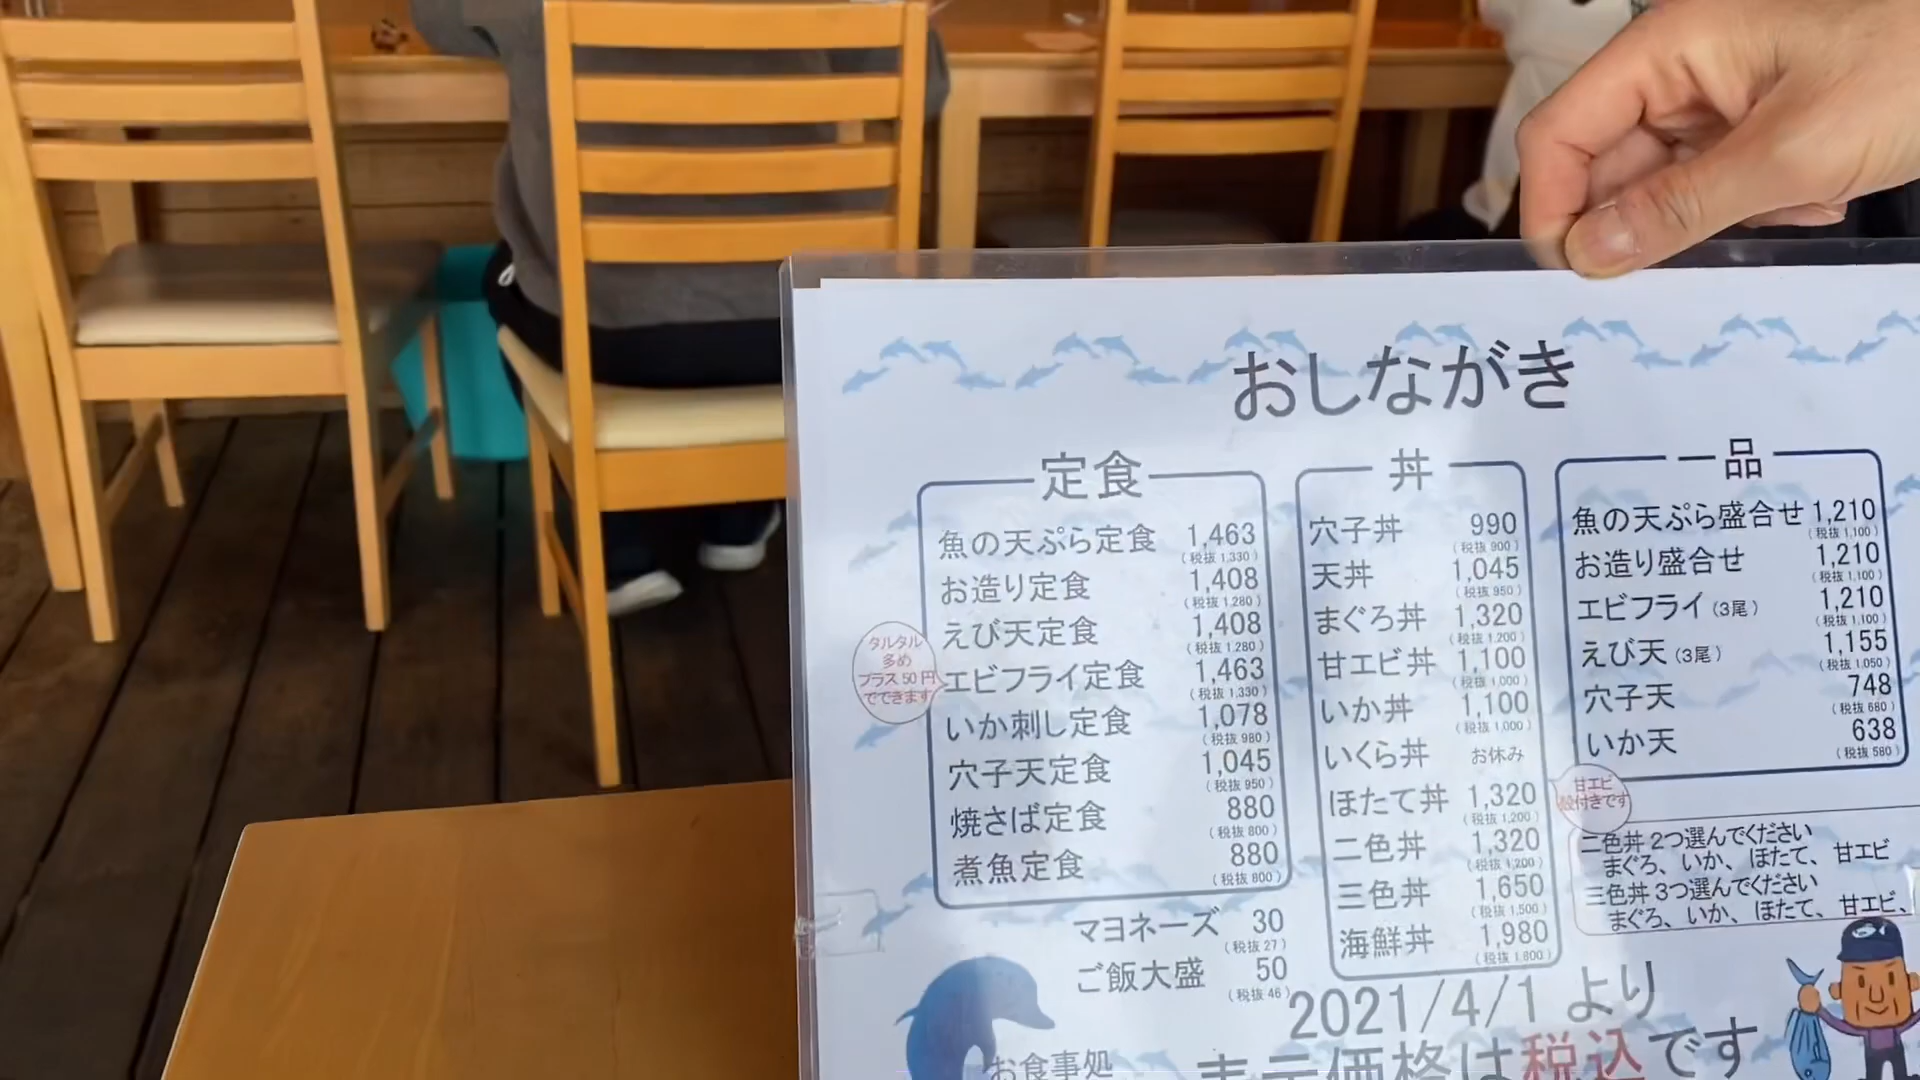 おしながき
定食
魚の天ぷら定食 1,463
(税抜 1,330)
お造り定食 1,408
(税抜 1,280)
えび天定食 1,408
(税抜 1,280)
エビフライ定食 1,463
(税抜 1,330)
いか刺し定食 1,078
(税抜 980)
穴子天定食 1,045
(税抜 950)
焼さば定食 880
(税抜 800)
煮魚定食 880
(税抜 800)
タルタル
多め
プラス50円
でできます
マヨネーズ 30
(税抜 27)
ご飯大盛 50
(税抜 46)
丼
穴子丼 990
(税抜 900)
天丼 1,045
(税抜 950)
まぐろ丼 1,320
(税抜 1,200)
甘エビ丼 1,100
(税抜 1,000)
いか丼 1,100
(税抜 1,000)
いくら丼 お休み
ほたて丼 1,320
(税抜 1,200)
二色丼 1,320
(税抜 1,200)
三色丼 1,650
(税抜 1,500)
海鮮丼 1,980
(税抜 1,800)
一品
魚の天ぷら盛合せ 1,210
(税抜 1,100)
お造り盛合せ 1,210
(税抜 1,100)
エビフライ(3尾) 1,210
(税抜 1,100)
えび天(3尾) 1,155
(税抜 1,050)
穴子天 748
(税抜 680)
いか天 638
(税抜 580)
甘エビ
殻付きです
二色丼 2つ選んでください
まぐろ、いか、ほたて、甘エビ
三色丼 3つ選んでください
まぐろ、いか、ほたて、甘エビ、
2021/4/1 より
表示価格は税込です
お食事処